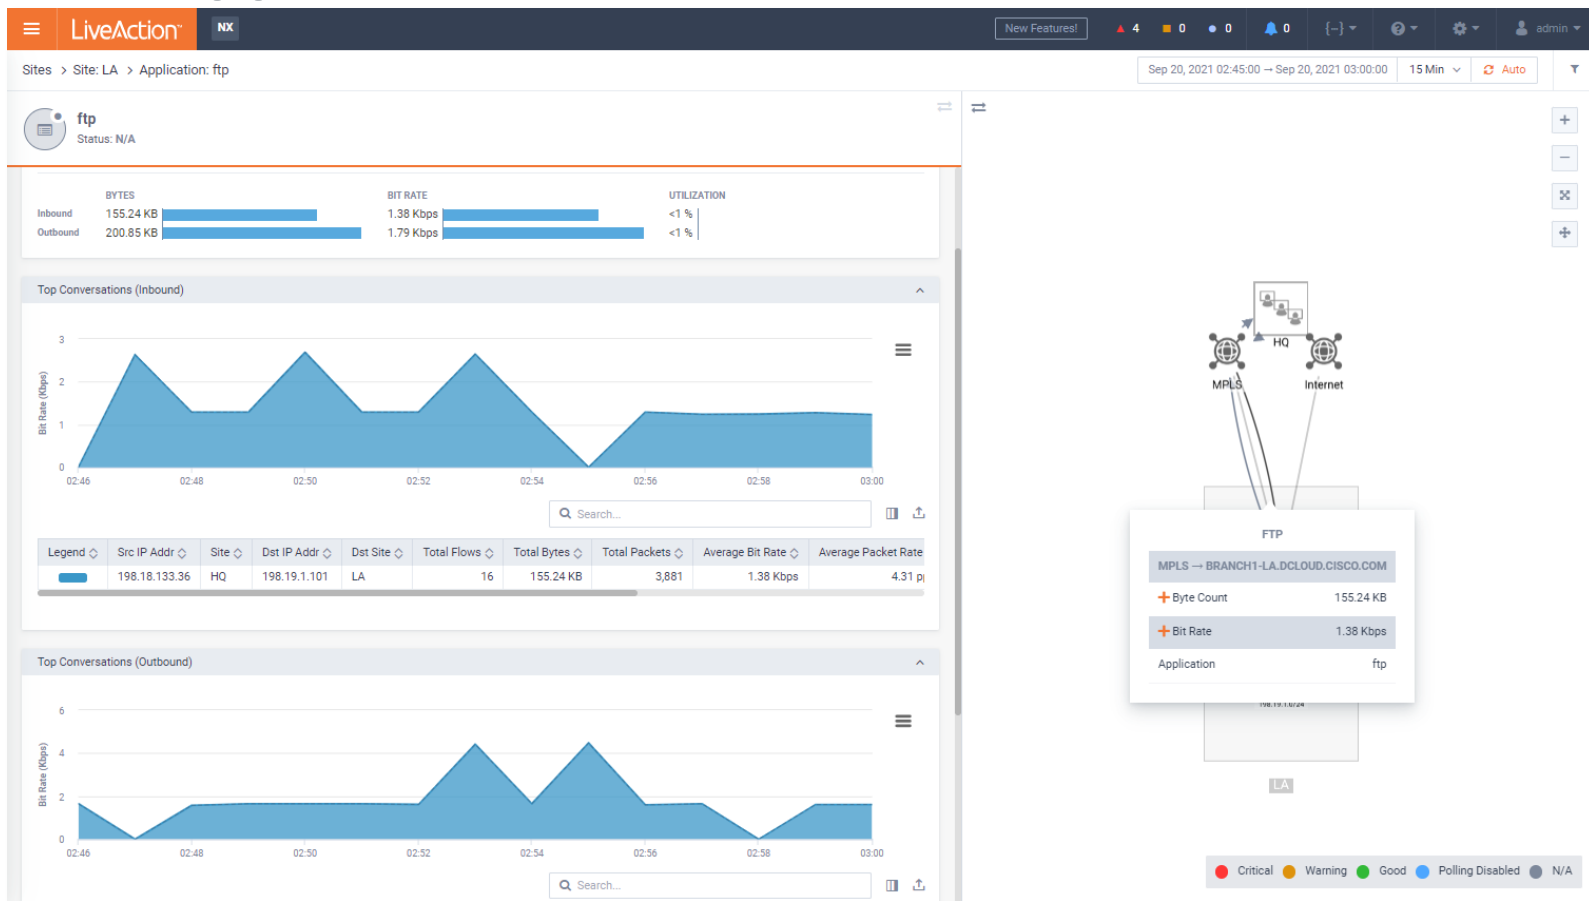 LiveAction NX New Features! 4 0 0 0 {–} admin
Sites > Site: LA > Application: ftp
Sep 20, 2021 02:45:00 → Sep 20, 2021 03:00:00 15 Min Auto
ftp
Status: N/A
BYTES BIT RATE UTILIZATION
Inbound 155.24 KB 1.38 Kbps <1 %
Outbound 200.85 KB 1.79 Kbps <1 %
Top Conversations (Inbound)
Bit Rate (Kbps)
3
2
1
0
02:46 02:48 02:50 02:52 02:54 02:56 02:58 03:00
Search...
Legend Src IP Addr Site Dst IP Addr Dst Site Total Flows Total Bytes Total Packets Average Bit Rate Average Packet Rate
198.18.133.36 HQ 198.19.1.101 LA 16 155.24 KB 3,881 1.38 Kbps 4.31
Top Conversations (Outbound)
Bit Rate (Kbps)
6
4
2
0
02:46 02:48 02:50 02:52 02:54 02:56 02:58 03:00
Search...
HQ
MPLS Internet
FTP
MPLS → BRANCH1-LA.DCLOUD.CISCO.COM
Byte Count 155.24 KB
Bit Rate 1.38 Kbps
Application ftp
198.19.1.0/24
LA
Critical Warning Good Polling Disabled N/A